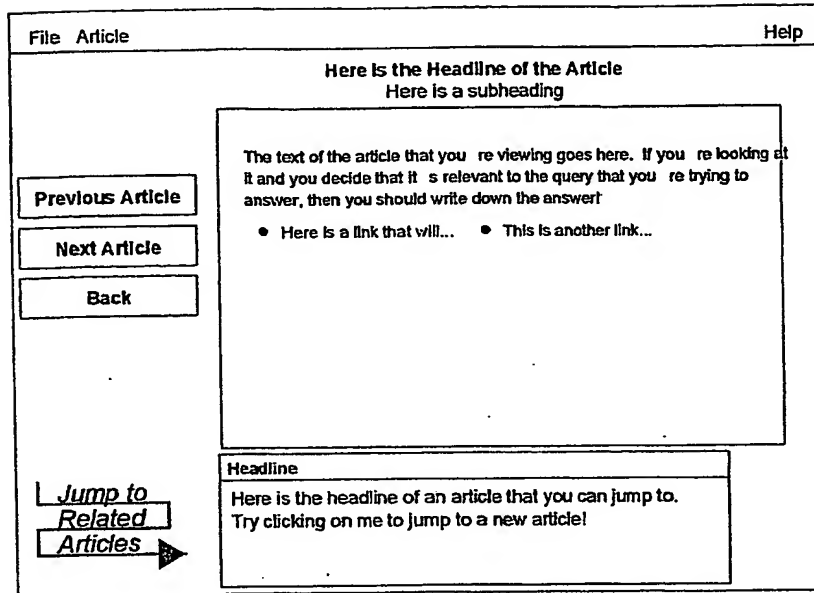 File Article Help
Here is the Headline of the Article
Here is a subheading
The text of the article that you re viewing goes here. If you re looking at
it and you decide that it s relevant to the query that you re trying to
answer, then you should write down the answer!
● Here is a link that will... ● This is another link...
Previous Article
Next Article
Back
Jump to
Related
Articles
Headline
Here is the headline of an article that you can jump to.
Try clicking on me to jump to a new article!